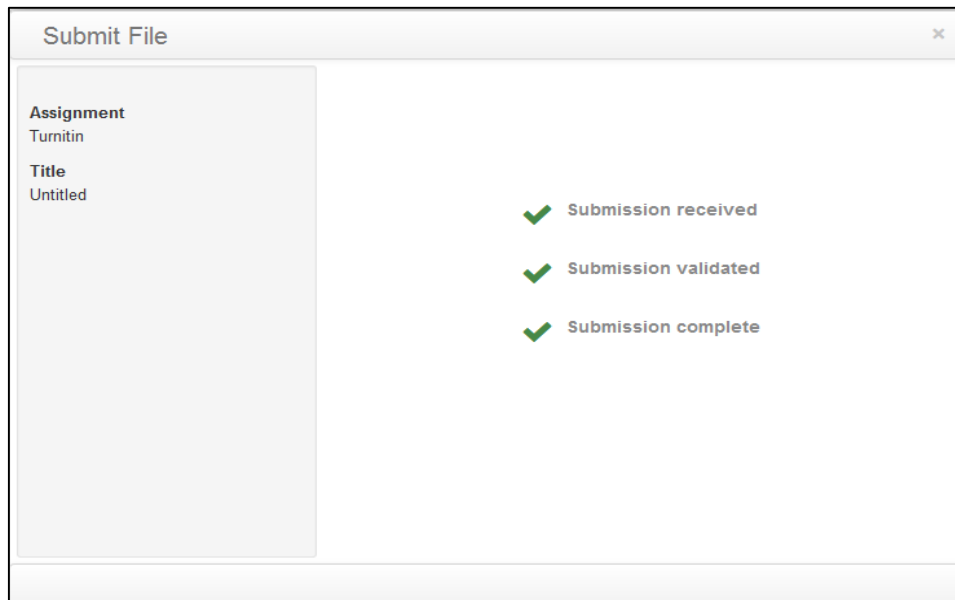 Submit File
Assignment
Turnitin
Title
Untitled
Submission received
Submission validated
Submission complete